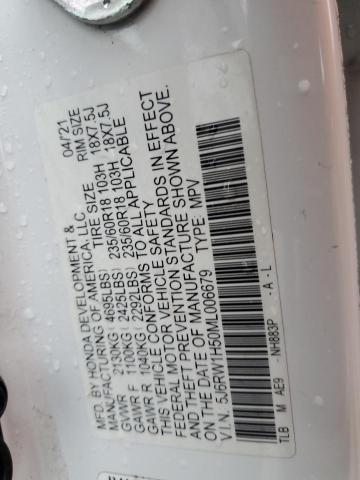 MFD. BY HONDA DEVELOPMENT & 04/21
MANUFACTURING OF AMERICA, LLC.
TIRE SIZE RIM SIZE
GVWR 2130KG (4695LBS) 235/60R18 103H 18X7.5J
GAWR F 1100KG (2425LBS) 235/60R18 103H 18X7.5J
GAWR R 1040KG (2292LBS)
THIS VEHICLE CONFORMS TO ALL APPLICABLE
FEDERAL MOTOR VEHICLE SAFETY
AND THEFT PREVENTION STANDARDS IN EFFECT
ON THE DATE OF MANUFACTURE SHOWN ABOVE.
V.I.N. 5J6RW1H50ML006679 TYPE: MPV
TLB M AE9 NH883P - A - L